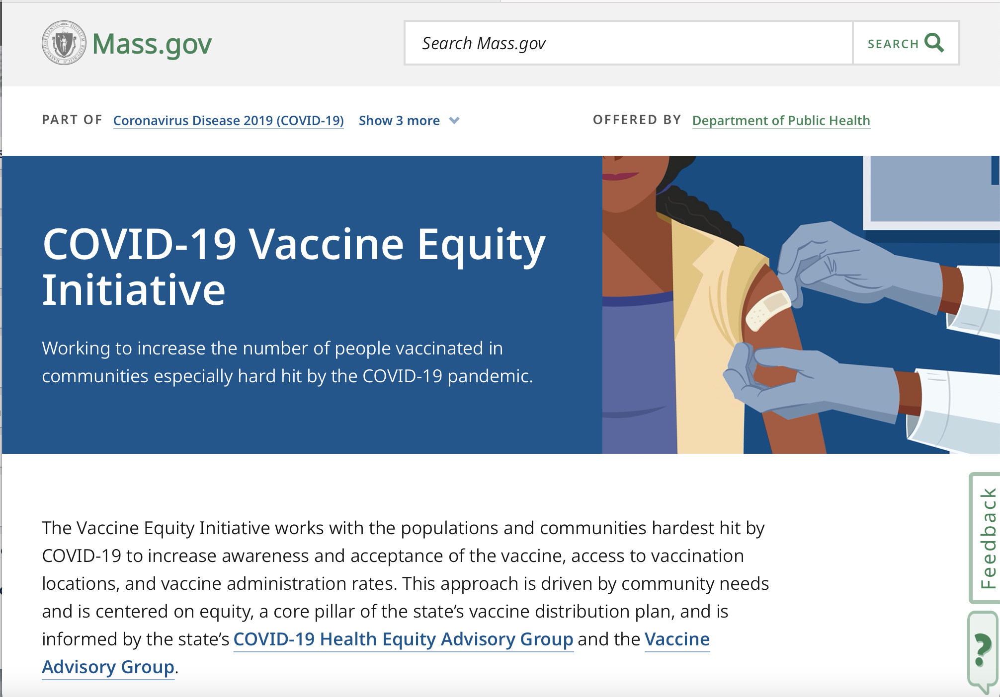 Mass.gov
Search Mass.gov
SEARCH
PART OF Coronavirus Disease 2019 (COVID-19) Show 3 more
OFFERED BY Department of Public Health
COVID-19 Vaccine Equity
Initiative
Working to increase the number of people vaccinated in
communities especially hard hit by the COVID-19 pandemic.
The Vaccine Equity Initiative works with the populations and communities hardest hit by
COVID-19 to increase awareness and acceptance of the vaccine, access to vaccination
locations, and vaccine administration rates. This approach is driven by community needs
and is centered on equity, a core pillar of the state’s vaccine distribution plan, and is
informed by the state’s COVID-19 Health Equity Advisory Group and the Vaccine
Advisory Group.
Feedback
?